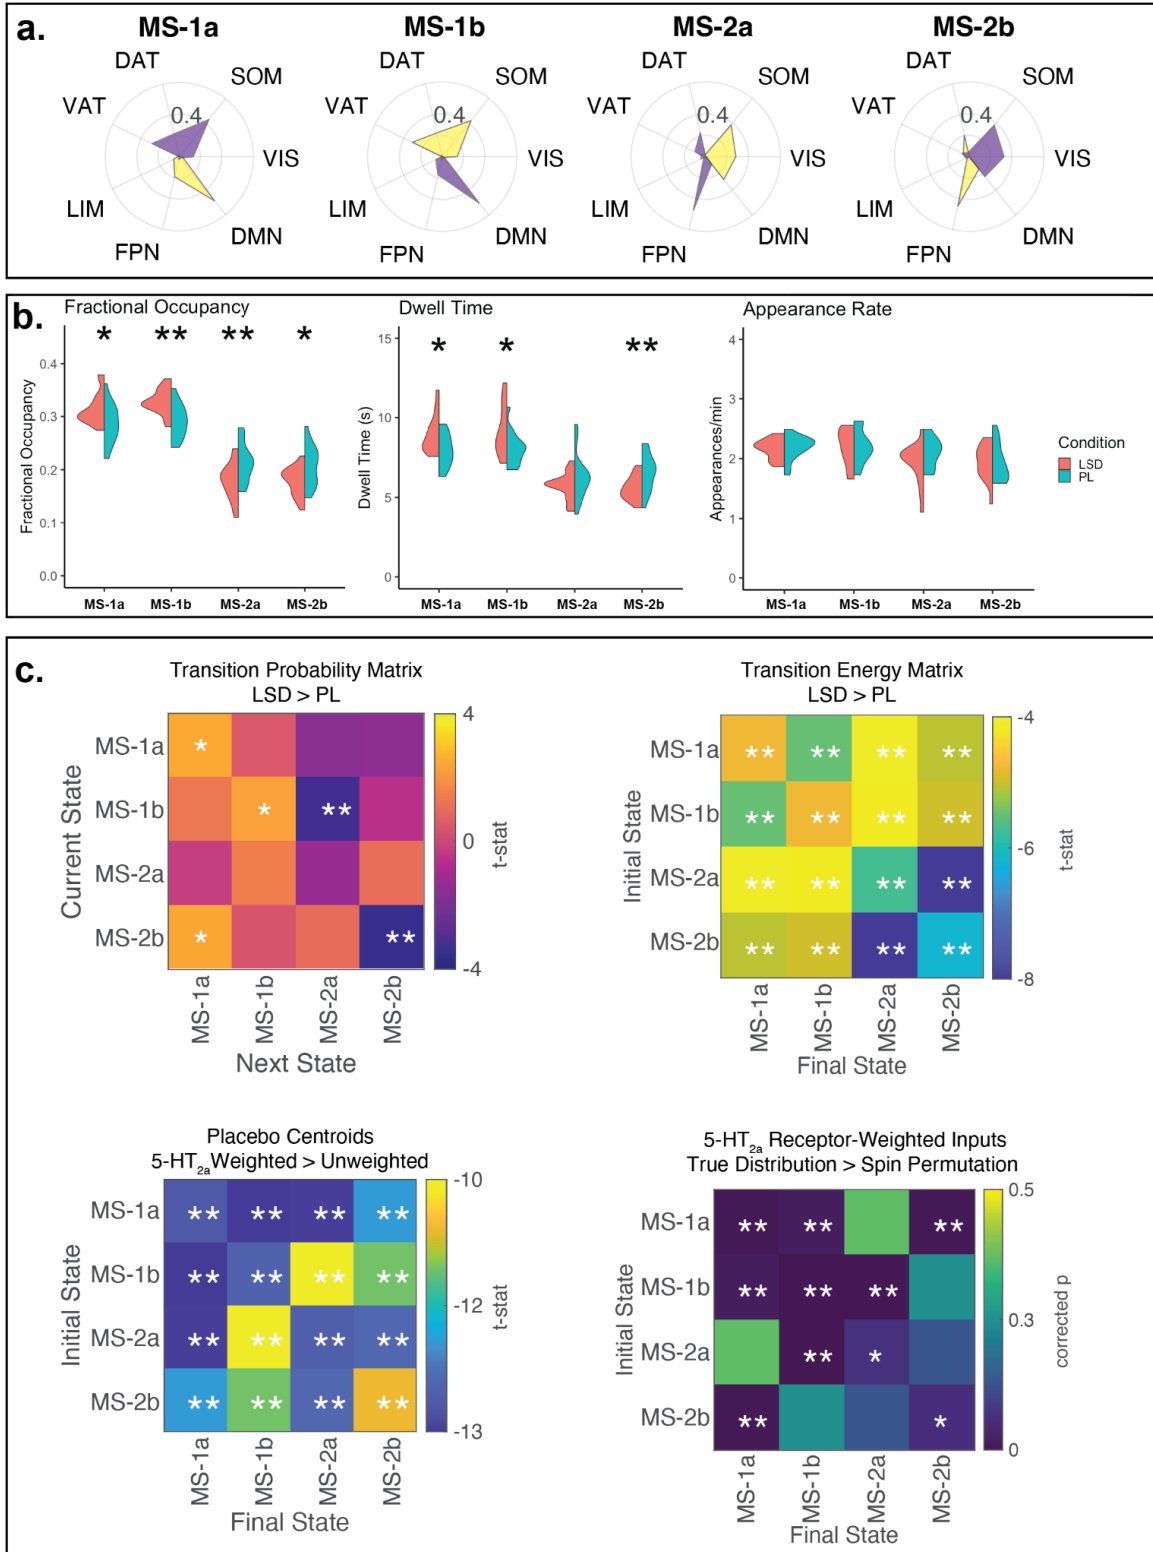 a.
MS-1a
MS-1b
MS-2a
MS-2b
DAT
SOM
VAT
0.4
VIS
LIM
FPN
DMN
DAT
SOM
VAT
0.4
VIS
LIM
FPN
DMN
DAT
SOM
VAT
0.4
VIS
LIM
FPN
DMN
DAT
SOM
VAT
0.4
VIS
LIM
FPN
DMN
b.
Fractional Occupancy
* ** ** *
Fractional Occupancy
0.4
0.3
0.2
0.1
0.0
MS-1a MS-1b MS-2a MS-2b
Dwell Time
* * **
Dwell Time (s)
15
10
5
0
MS-1a MS-1b MS-2a MS-2b
Appearance Rate
Appearances/min
4
3
2
1
0
MS-1a MS-1b MS-2a MS-2b
Condition
LSD
PL
c.
Transition Probability Matrix
LSD > PL
Current State
MS-1a *
MS-1b * **
MS-2a
MS-2b * **
MS-1a MS-1b MS-2a MS-2b
Next State
4
0
-4
t-stat
Transition Energy Matrix
LSD > PL
Initial State
MS-1a ** ** ** **
MS-1b ** ** ** **
MS-2a ** ** ** **
MS-2b ** ** ** **
MS-1a MS-1b MS-2a MS-2b
Final State
-4
-6
-8
t-stat
Placebo Centroids
5-HT2a Weighted > Unweighted
Initial State
MS-1a ** ** ** **
MS-1b ** ** ** **
MS-2a ** ** ** **
MS-2b ** ** ** **
MS-1a MS-1b MS-2a MS-2b
Final State
-10
-12
-13
t-stat
5-HT2a Receptor-Weighted Inputs
True Distribution > Spin Permutation
Initial State
MS-1a ** ** **
MS-1b ** ** **
MS-2a ** *
MS-2b ** *
MS-1a MS-1b MS-2a MS-2b
Final State
0.5
0.3
0
corrected p